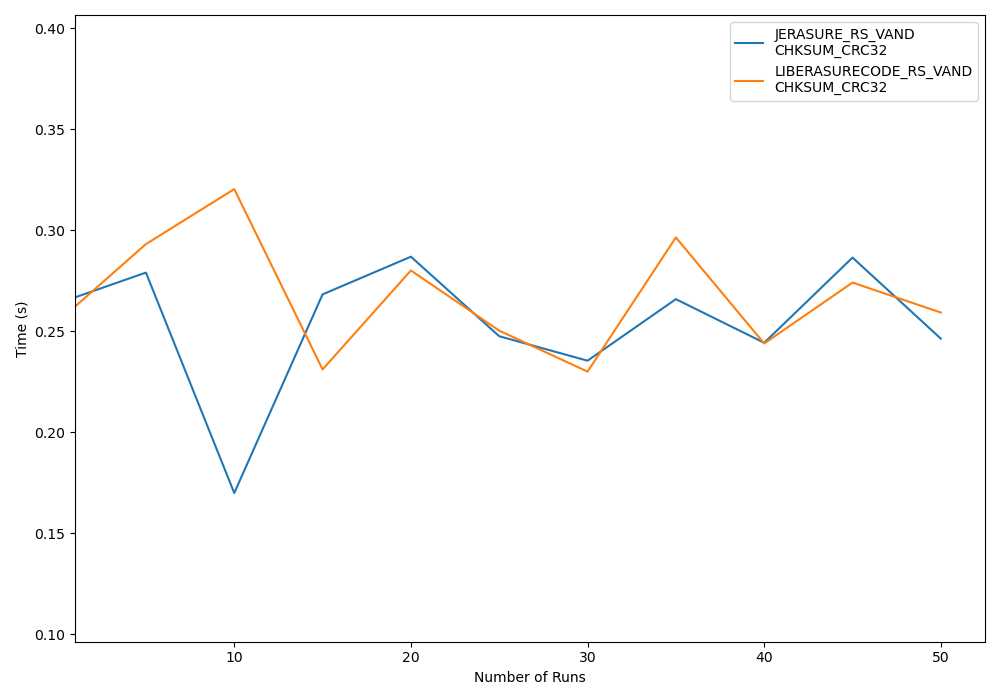 JERASURE_RS_VAND
CHKSUM_CRC32
LIBERASURECODE_RS_VAND
CHKSUM_CRC32
0.40
0.35
0.30
0.25
0.20
0.15
0.10
Time (s)
10 20 30 40 50
Number of Runs